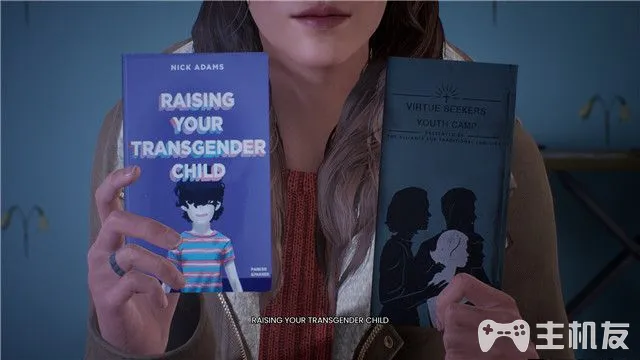 NICK ADAMS
RAISING
YOUR
TRANSGENDER
CHILD
VIRTUE SEEKERS
YOUTH CAMP
PRESENTED BY
THE ALLIANCE FOR TRADITIONAL FAMILIES
RAISING YOUR TRANSGENDER CHILD
主机友